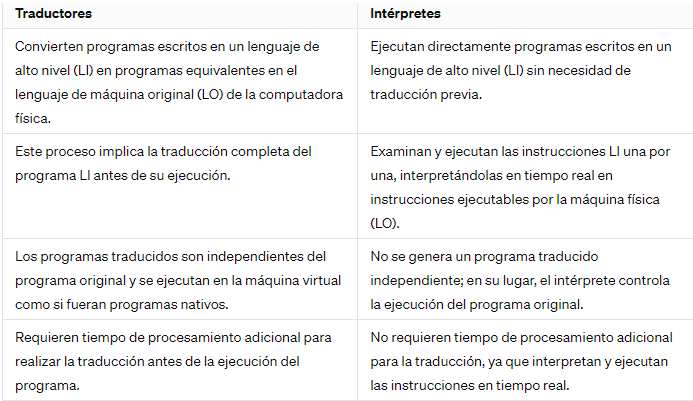 Traductores
Intérpretes
Convierten programas escritos en un lenguaje de
alto nivel (LI) en programas equivalentes en el
lenguaje de máquina original (LO) de la computadora
física.
Ejecutan directamente programas escritos en un
lenguaje de alto nivel (LI) sin necesidad de
traducción previa.
Este proceso implica la traducción completa del
programa LI antes de su ejecución.
Examinan y ejecutan las instrucciones LI una por
una, interpretándolas en tiempo real en
instrucciones ejecutables por la máquina física
(LO).
Los programas traducidos son independientes del
programa original y se ejecutan en la máquina virtual
como si fueran programas nativos.
No se genera un programa traducido
independiente; en su lugar, el intérprete controla
la ejecución del programa original.
Requieren tiempo de procesamiento adicional para
realizar la traducción antes de la ejecución del
programa.
No requieren tiempo de procesamiento adicional
para la traducción, ya que interpretan y ejecutan
las instrucciones en tiempo real.